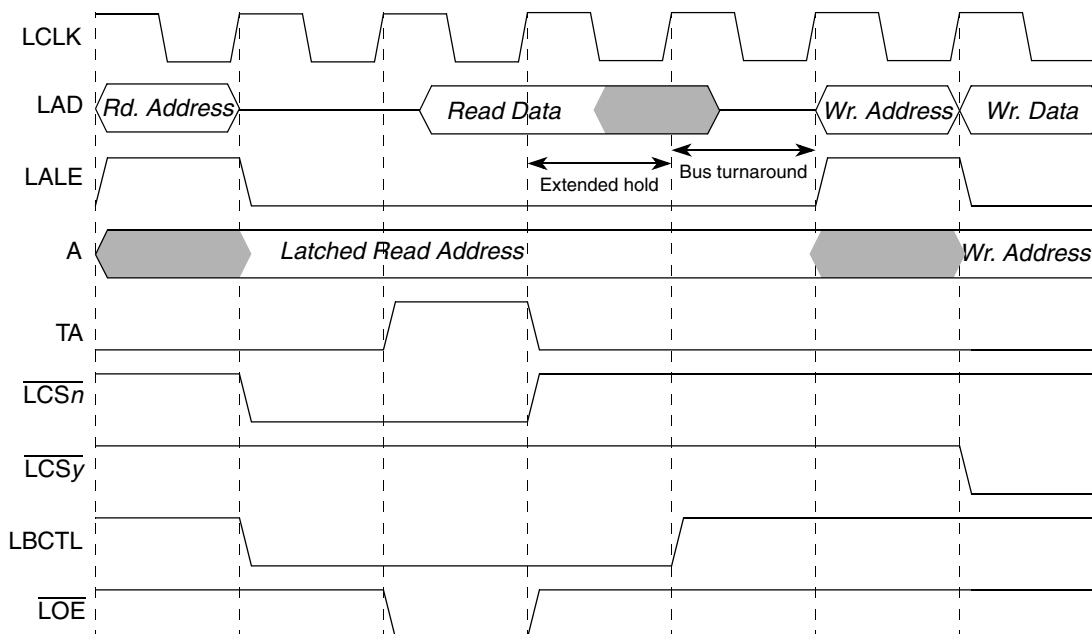 LCLK
LAD Rd. Address Read Data Wr. Address Wr. Data
LALE Extended hold Bus turnaround
A Latched Read Address Wr. Address
TA
LCSn
LCSy
LBCTL
LOE